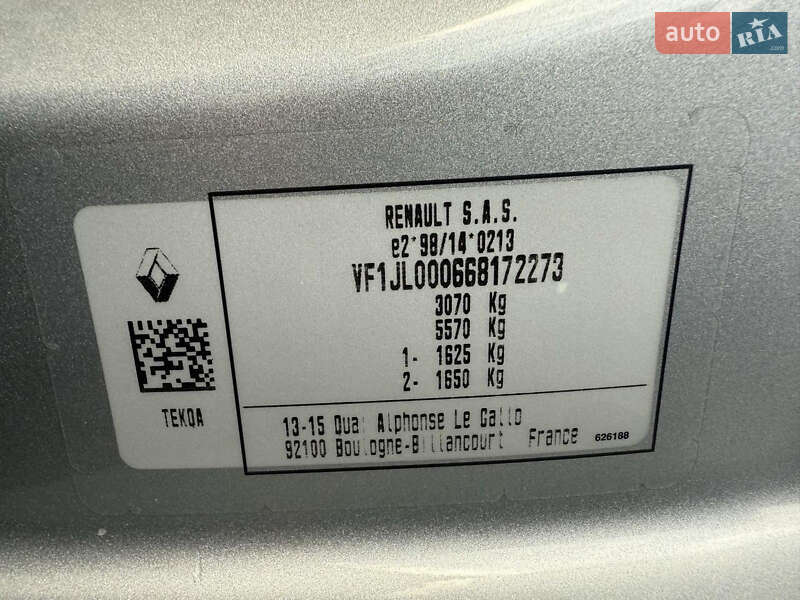 auto RIA.com
RENAULT S.A.S.
e2*98/14*0213
VF1JL000668172273
3070 Kg
5570 Kg
1- 1625 Kg
2- 1650 Kg
TEKQA
13-15 Quai Alphonse Le Gallo
92100 Boulogne-Billancourt France 626188